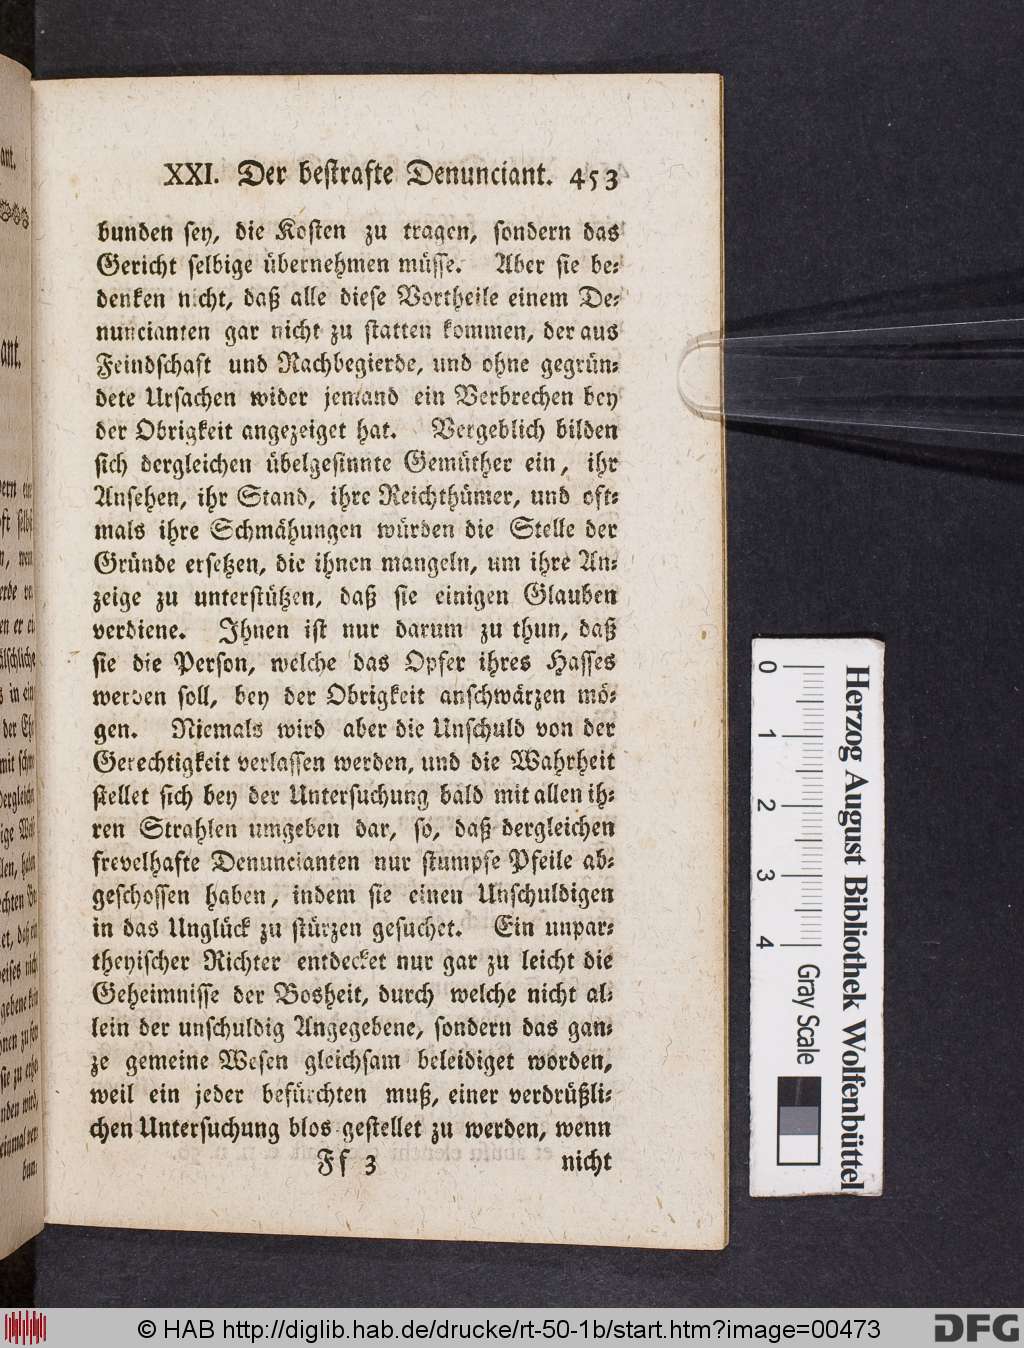 XXI. Der bestrafte Denunciant. 453
bunden sey, die Kosten zu tragen, sondern das
Gericht selbige übernehmen müsse. Aber sie be-
denken nicht, daß alle diese Vortheile einem De-
nuncianten gar nicht zu statten kommen, der aus
Feindschaft und Rachbegierde, und ohne gegrün-
dete Ursachen wider jemand ein Verbrechen bey
der Obrigkeit angezeiget hat. Vergeblich bilden
sich dergleichen übelgesinnte Gemüther ein, ihr
Ansehen, ihr Stand, ihre Reichthümer, und oft-
mals ihre Schmähungen würden die Stelle der
Gründe ersetzen, die ihnen mangeln, um ihre An-
zeige zu unterstützen, daß sie einigen Glauben
verdiene. Ihnen ist nur darum zu thun, daß
sie die Person, welche das Opfer ihres Hasses
werden soll, bey der Obrigkeit anschwärzen mö-
gen. Niemals wird aber die Unschuld von der
Gerechtigkeit verlassen werden, und die Wahrheit
stellet sich bey der Untersuchung bald mit allen ih-
ren Strahlen umgeben dar, so, daß dergleichen
frevelhafte Denuncianten nur stumpfe Pfeile ab-
geschossen haben, indem sie einen Unschuldigen
in das Unglück zu stürzen gesuchet. Ein unpar-
theyischer Richter entdecket nur gar zu leicht die
Geheimnisse der Bosheit, durch welche nicht al-
lein der unschuldig Angegebene, sondern das gan-
ze gemeine Wesen gleichsam beleidiget worden,
weil ein jeder befürchten muß, einer verdrüßli-
chen Untersuchung blos gestellet zu werden, wenn
Ff 3 nicht
0 1 2 3 4 Gray Scale
Herzog August Bibliothek Wolfenbüttel
© HAB http://diglib.hab.de/drucke/rt-50-1b/start.htm?image=00473
DFG